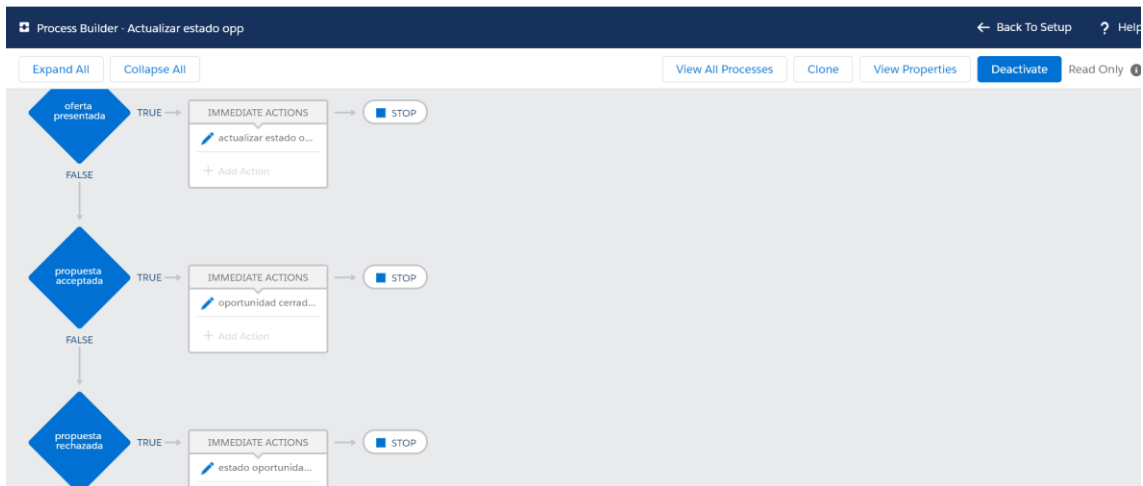 Process Builder - Actualizar estado opp
Back To Setup
? Help
Expand All
Collapse All
View All Processes
Clone
View Properties
Deactivate
Read Only
oferta
presentada
TRUE
IMMEDIATE ACTIONS
STOP
actualizar estado o...
+ Add Action
FALSE
propuesta
acceptada
TRUE
IMMEDIATE ACTIONS
STOP
oportunidad cerrad...
+ Add Action
FALSE
propuesta
rechazada
TRUE
IMMEDIATE ACTIONS
STOP
estado oportunida...